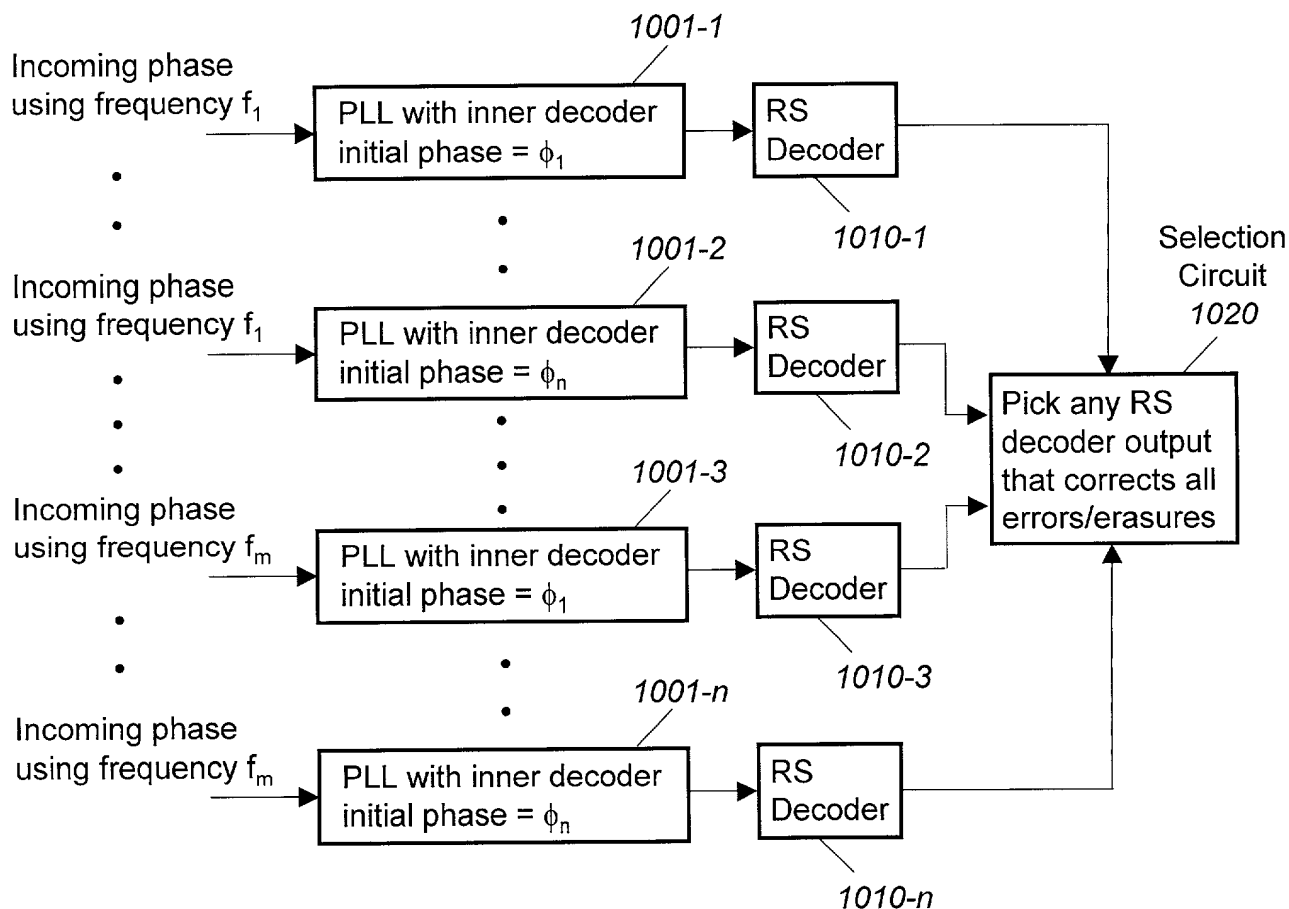 1001-1
Incoming phase
using frequency f₁
PLL with inner decoder
initial phase = ϕ₁
RS
Decoder
1010-1
1001-2
Selection
Circuit
1020
Incoming phase
using frequency f₁
PLL with inner decoder
initial phase = ϕₙ
RS
Decoder
1010-2
Pick any RS
decoder output
that corrects all
errors/erasures
1001-3
Incoming phase
using frequency fₘ
PLL with inner decoder
initial phase = ϕ₁
RS
Decoder
1010-3
1001-n
Incoming phase
using frequency fₘ
PLL with inner decoder
initial phase = ϕₙ
RS
Decoder
1010-n